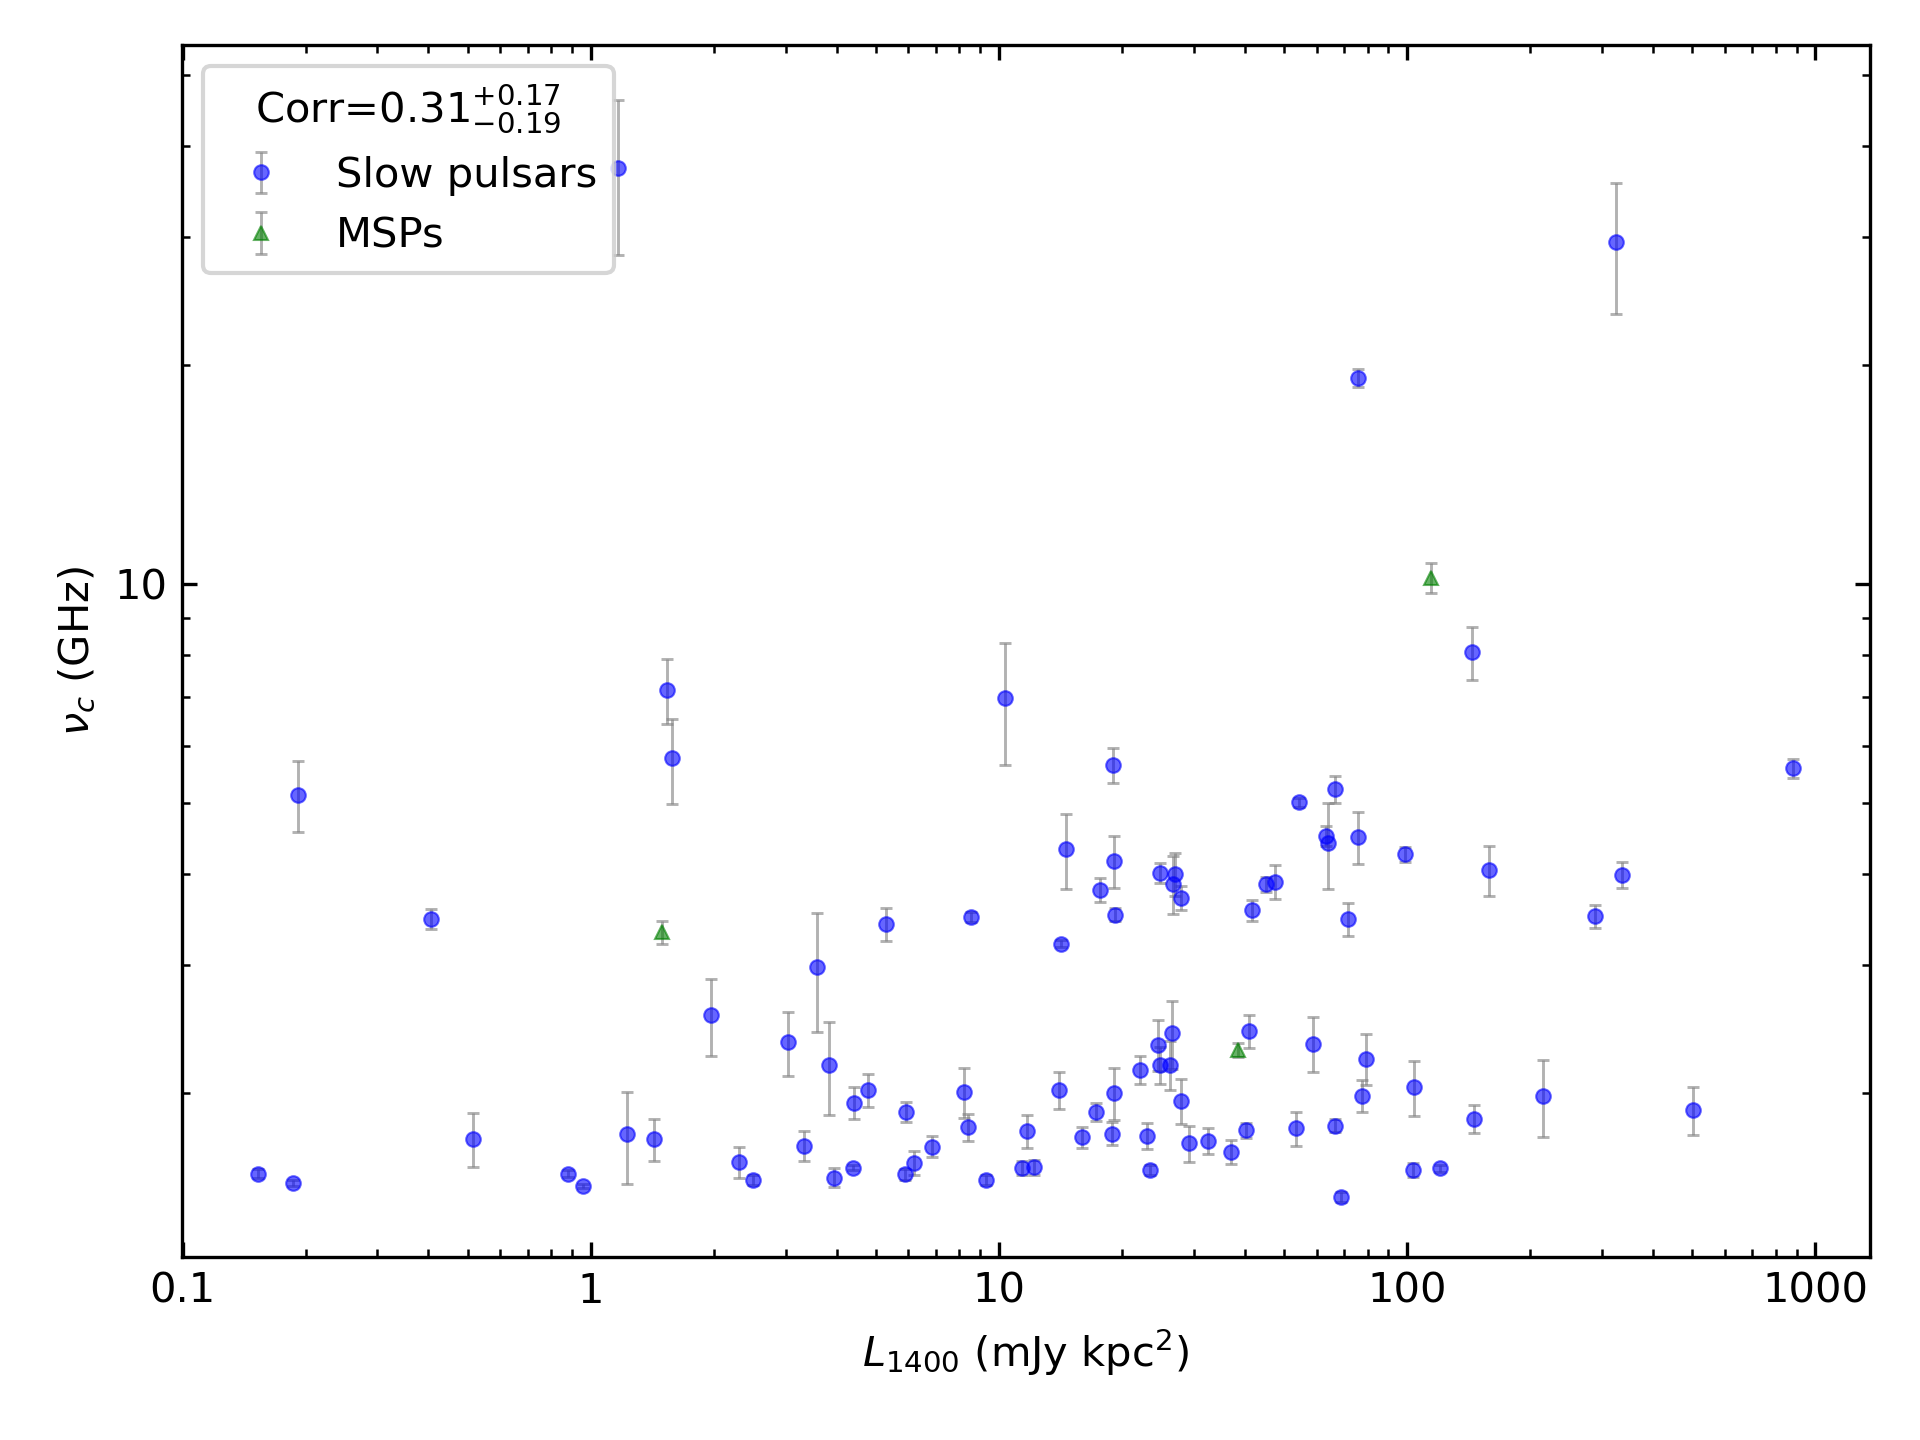 Corr=0.31$^{+0.17}_{-0.19}$
Slow pulsars
MSPs
10
$\nu_c$ (GHz)
0.1 1 10 100 1000
$L_{1400}$ (mJy kpc$^2$)